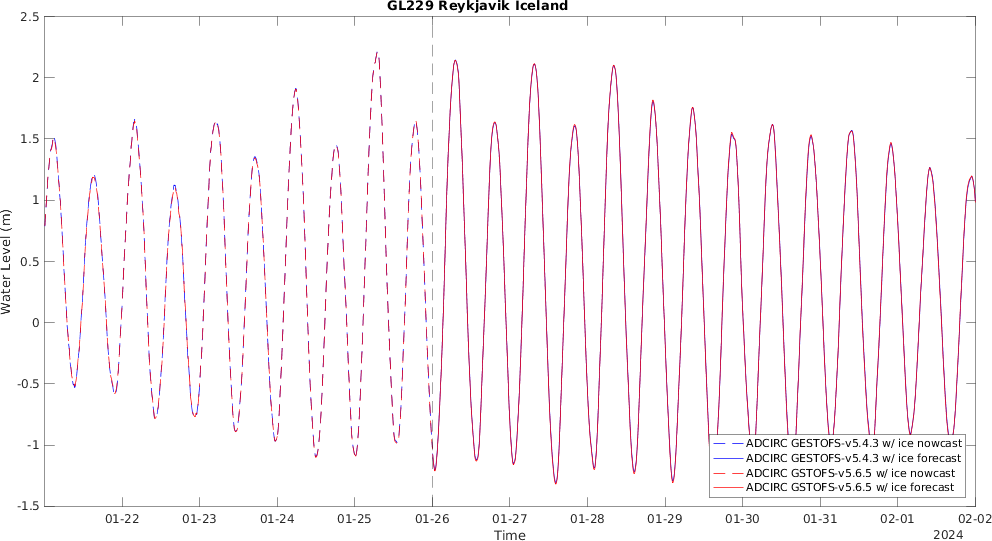 GL229 Reykjavik Iceland
2.5
2
1.5
1
0.5
0
-0.5
-1
-1.5
Water Level (m)
ADCIRC GESTOFS-v5.4.3 w/ ice nowcast
ADCIRC GESTOFS-v5.4.3 w/ ice forecast
ADCIRC GSTOFS-v5.6.5 w/ ice nowcast
ADCIRC GSTOFS-v5.6.5 w/ ice forecast
01-22 01-23 01-24 01-25 01-26 01-27 01-28 01-29 01-30 01-31 02-01 02-02
Time
2024